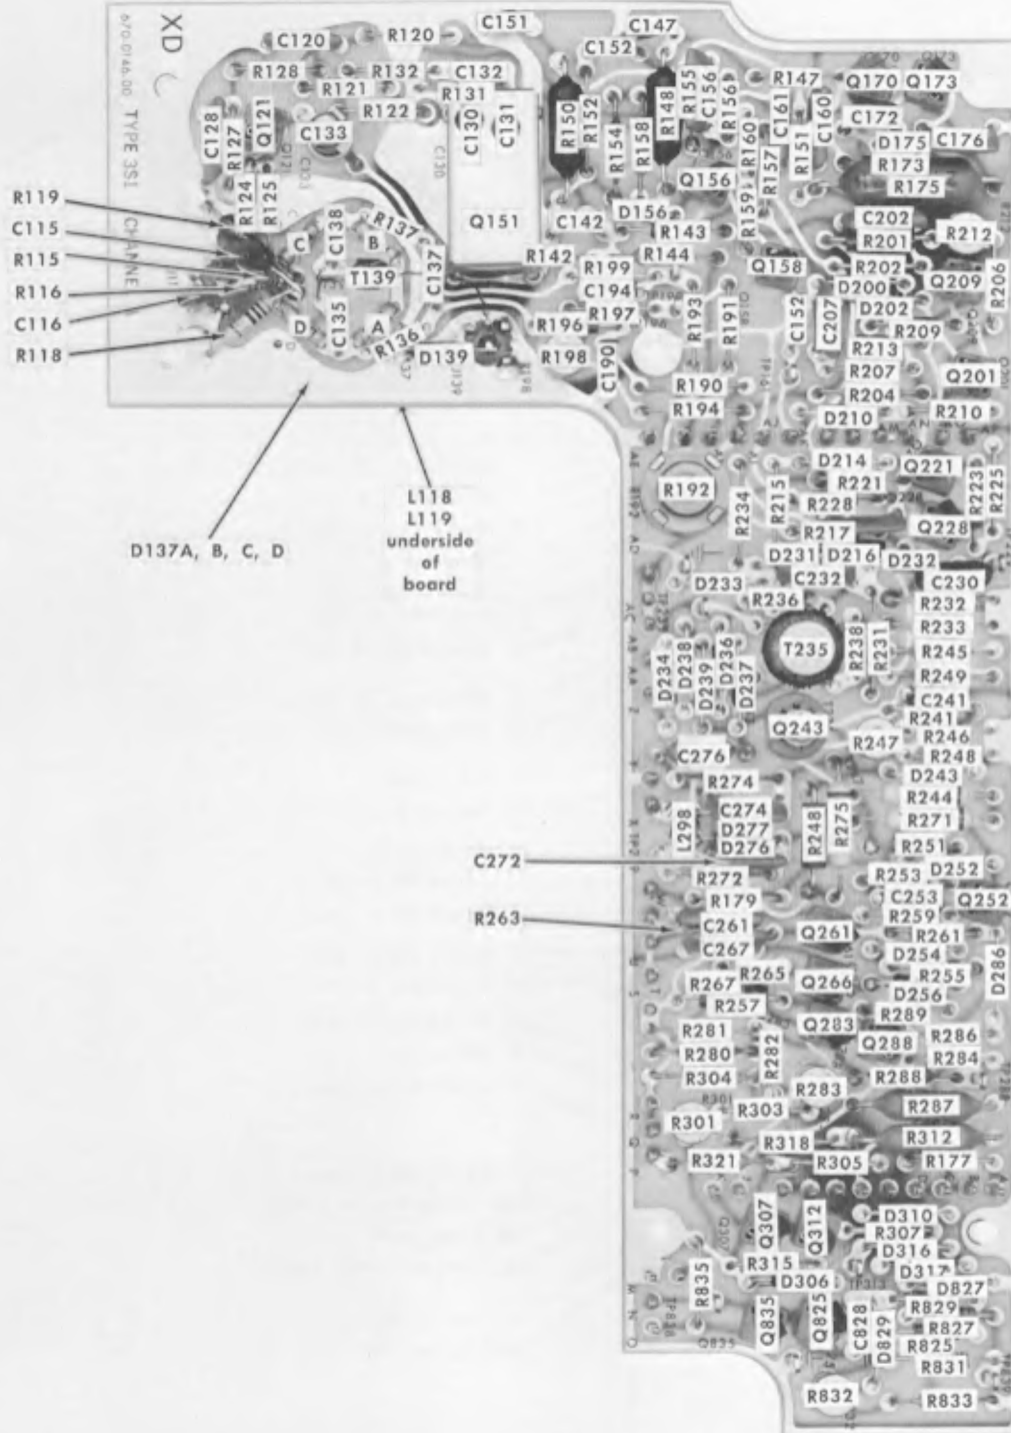 XD
670-0146-00 TYPE 3S1 CHANNE
C120
R120
C151
C147
C152
R128
R132
C132
R121
R131
R122
C128
R127
Q121
C133
C130
C131
R150
R152
R154
R158
R148
R155
C156
R156
R147
Q170
Q173
C161
C160
C172
R160
R151
D175
C176
R157
R173
R175
R124
R125
Q156
R159
R119
C115
R115
R116
C116
R118
C
C138
R137
B
T139
C137
Q151
C142
D156
R143
R142
R144
C202
R201
R212
Q158
R202
D200
Q209
R206
R199
C194
R197
R193
R191
D202
C152
C207
R209
D
C135
A
R136
D139
R196
R198
C190
R213
R207
Q201
R190
R204
R194
D210
R210
D137A, B, C, D
L118
L119
underside
of
board
R192
R234
R215
D214
Q221
R221
R223
R225
R228
Q228
R217
D231
D216
D232
D233
C232
C230
R236
R232
R233
T235
R238
R231
R245
R249
D234
D238
D239
D236
D237
C241
R241
R246
Q243
R247
R248
C276
D243
R274
R244
L298
C274
D277
D276
R248
R275
R271
R251
C272
R272
R253
D252
R179
C253
Q252
R263
C261
Q261
R259
R261
C267
D254
D286
R265
R267
Q266
R255
R257
D256
R289
R281
Q283
R280
R282
Q288
R286
R284
R304
R288
R283
R303
R287
R301
R318
R312
R321
R305
R177
Q307
Q312
D310
R307
R315
D316
R835
D306
D317
D827
Q835
Q825
C828
D829
R829
R827
R825
R831
R832
R833